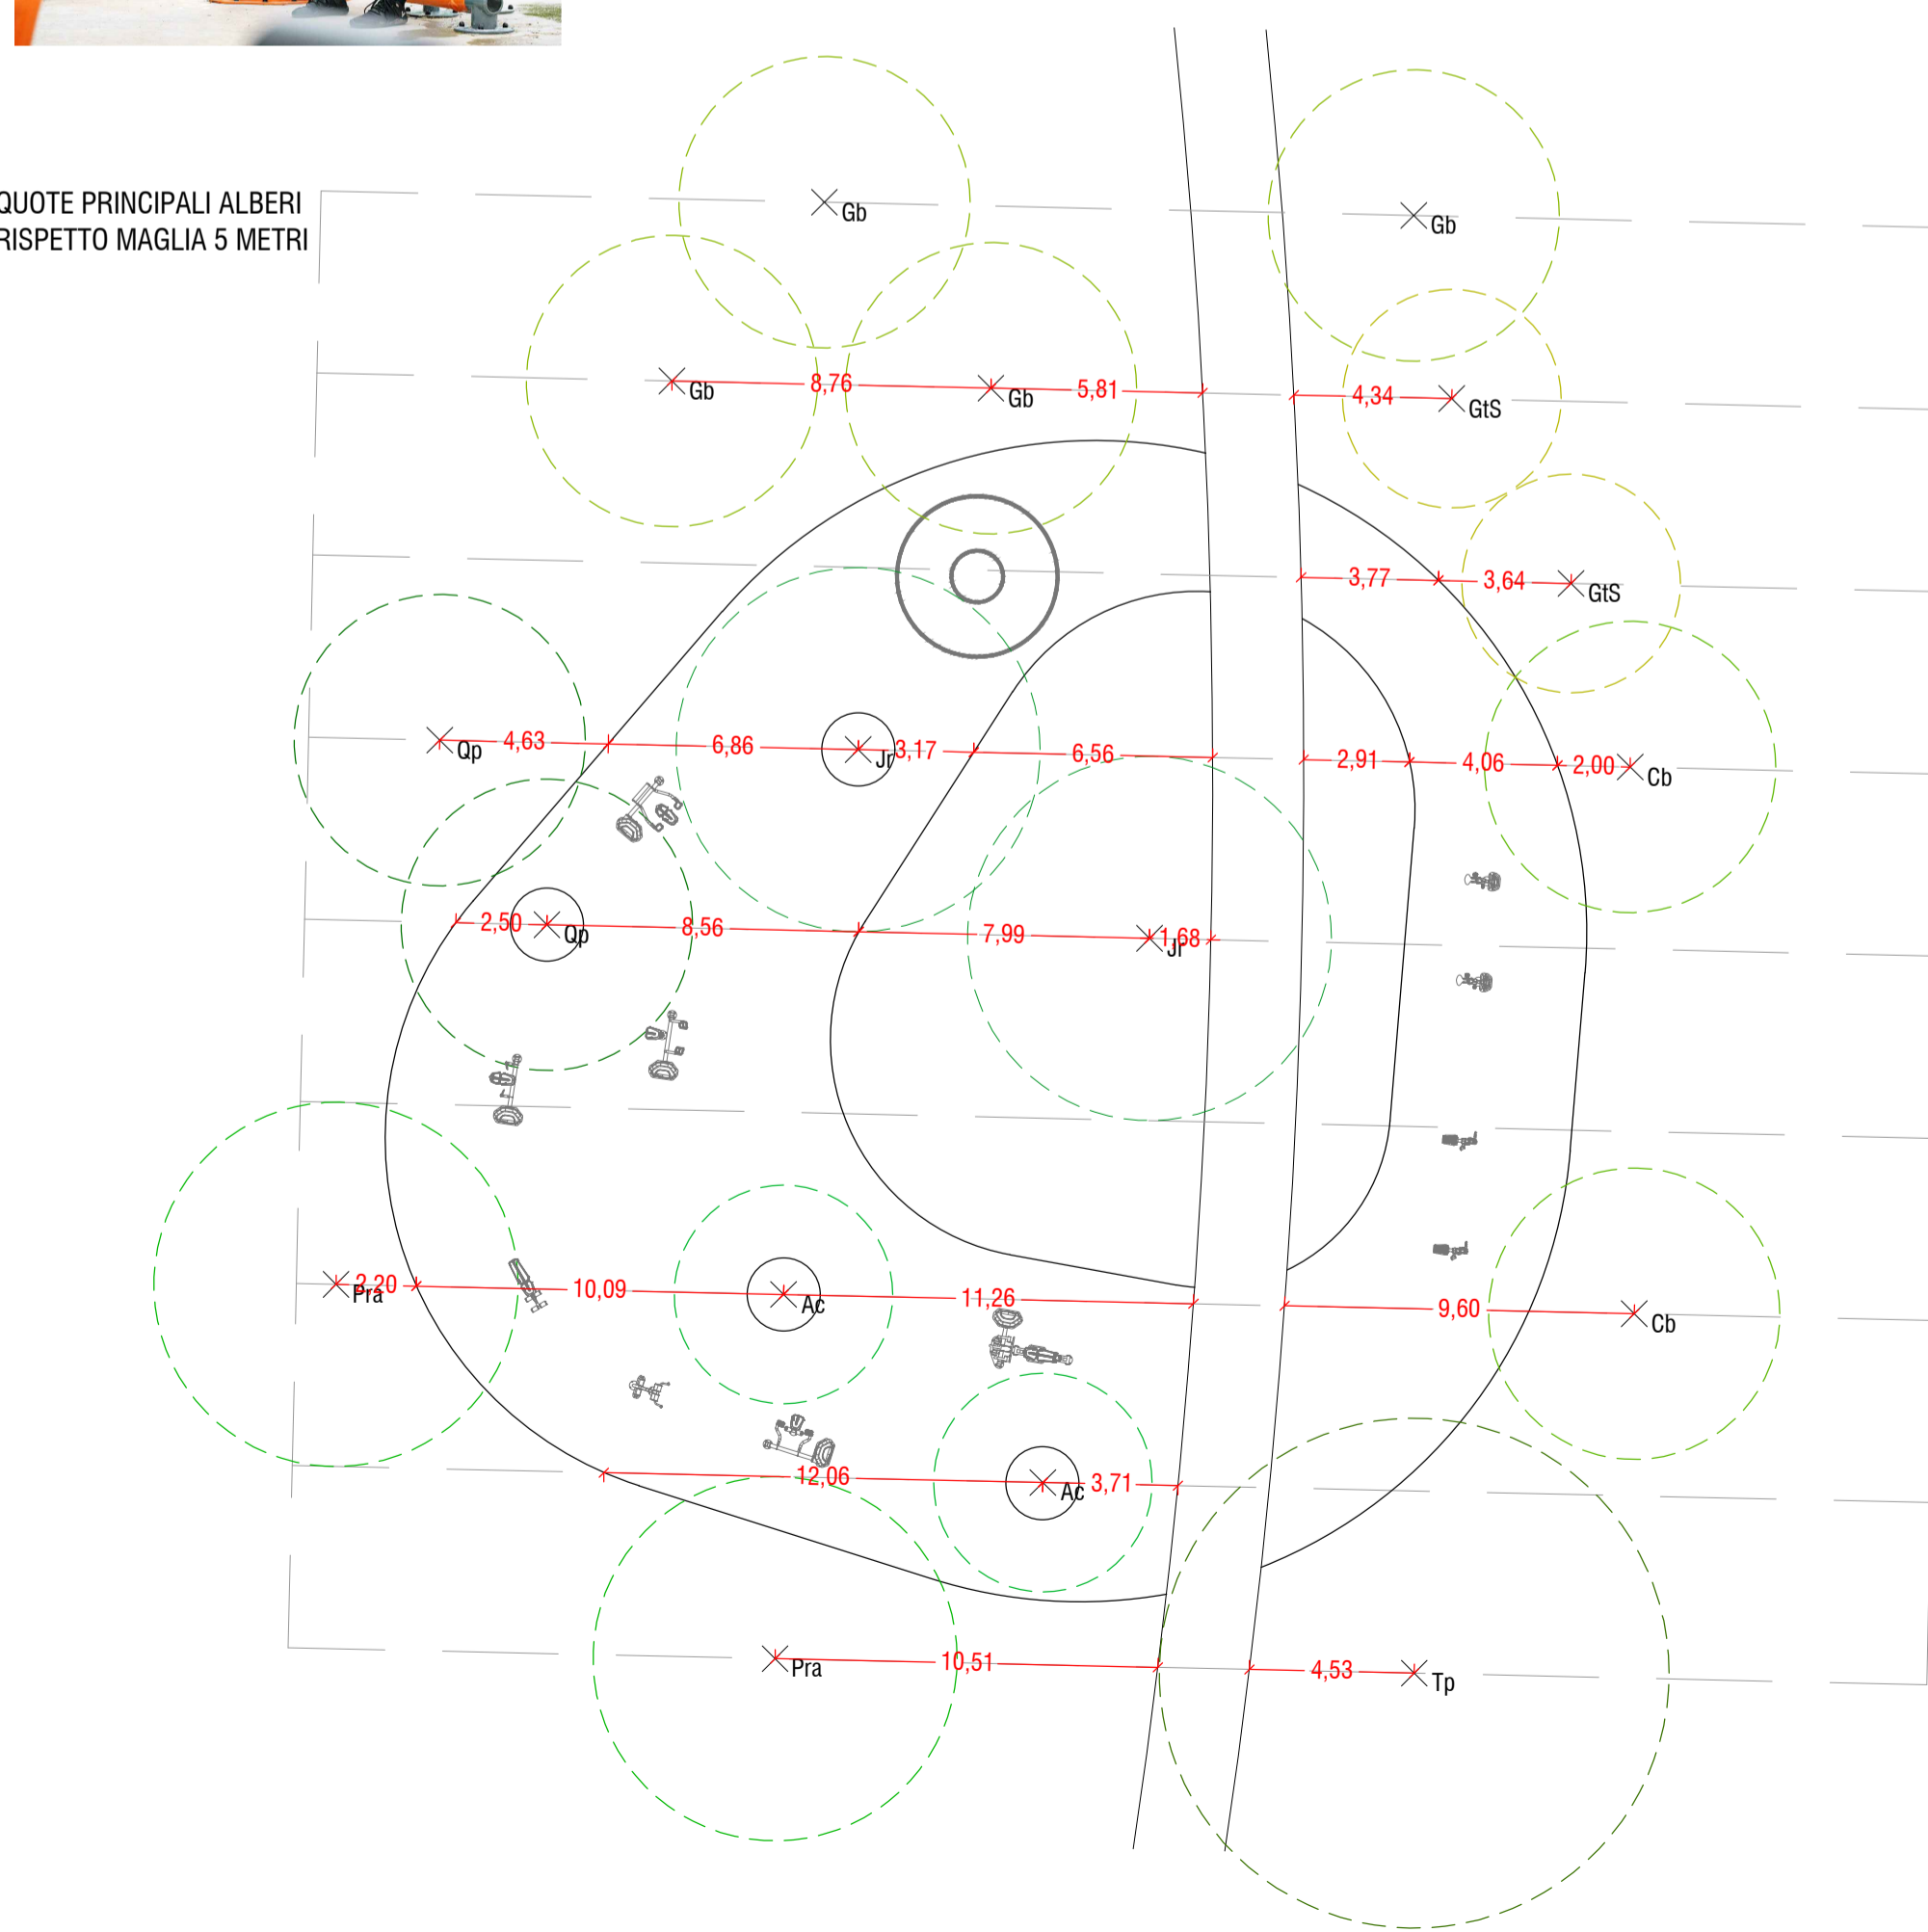 QUOTE PRINCIPALI ALBERI
RISPETTO MAGLIA 5 METRI
Gb
Gb
Gb
8,76
Gb
5,81
4,34
GtS
3,77
3,64
GtS
Qp
4,63
6,86
Jr
3,17
6,56
2,91
4,06
2,00
Cb
2,50
Qp
8,56
7,99
Jr
1,68
Pra
2,20
10,09
Ac
11,26
9,60
Cb
12,06
Ac
3,71
Pra
10,51
4,53
Tp